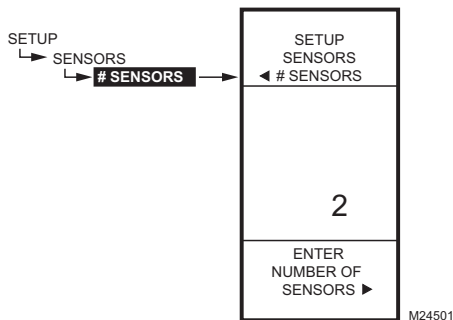 SETUP
SENSORS
# SENSORS
SETUP
SENSORS
◄ # SENSORS
2
ENTER
NUMBER OF
SENSORS ►
M24501